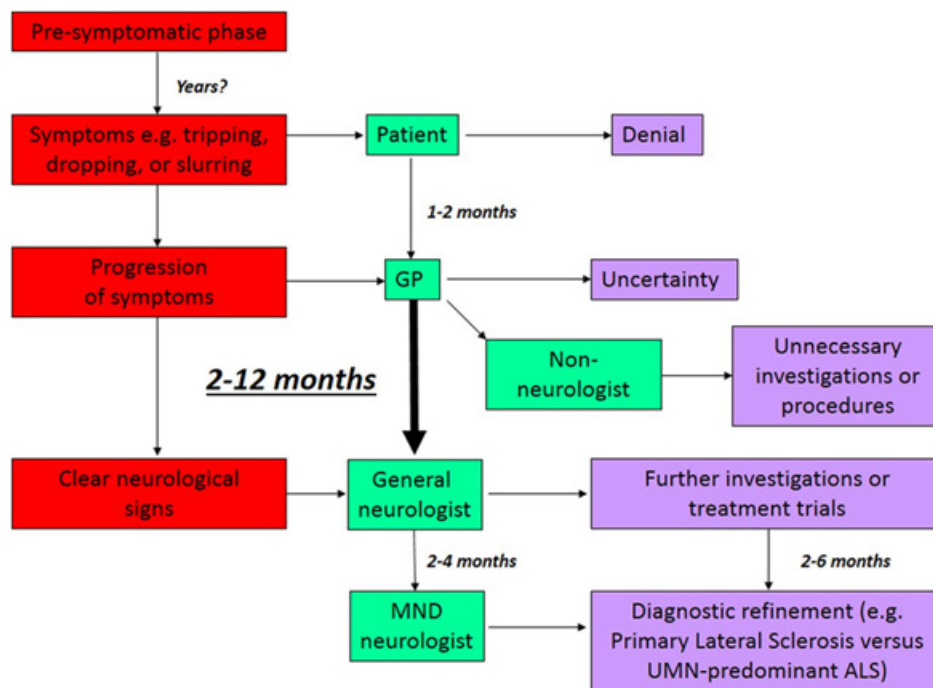 Pre-symptomatic phase
Years?
Symptoms e.g. tripping,
dropping, or slurring
Patient
Denial
1-2 months
Progression
of symptoms
GP
Uncertainty
Non-
neurologist
Unnecessary
investigations or
procedures
2-12 months
Clear neurological
signs
General
neurologist
Further investigations or
treatment trials
2-4 months
2-6 months
MND
neurologist
Diagnostic refinement (e.g.
Primary Lateral Sclerosis versus
UMN-predominant ALS)